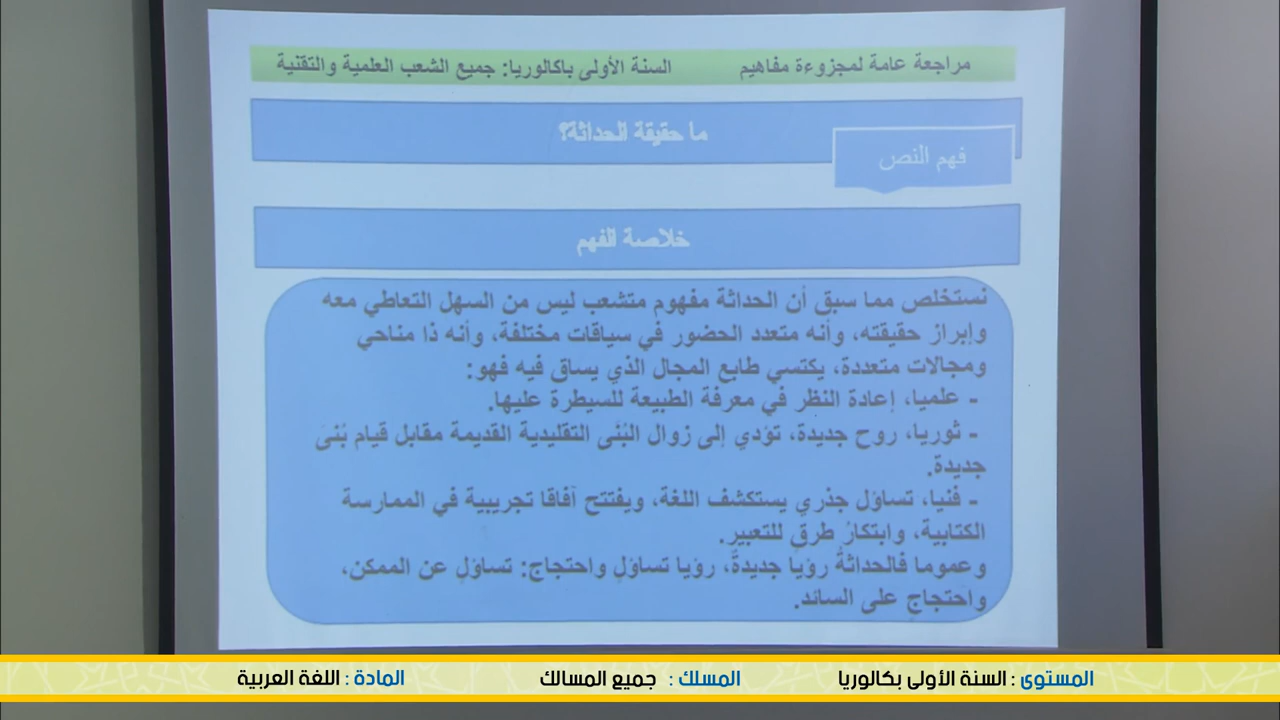 مراجعة عامة لمجزوءة مفاهيم السنة الأولى باكالوريا: جميع الشعب العلمية والتقنية
ما حقيقة الحداثة؟
فهم النص
خلاصة الفهم
نستخلص مما سبق أن الحداثة مفهوم متشعب ليس من السهل التعاطي معه
وإبراز حقيقته، وأنه متعدد الحضور في سياقات مختلفة، وأنه ذا مناحي
ومجالات متعددة، يكتسي طابع المجال الذي يساق فيه فهو:
- علميا، إعادة النظر في معرفة الطبيعة للسيطرة عليها.
- ثوريا، روح جديدة، تؤدي إلى زوال البُنَى التقليدية القديمة مقابل قيام بُنىً
جديدة.
- فنيا، تساؤل جذري يستكشف اللغة، ويفتتح آفاقا تجريبية في الممارسة
الكتابية، وابتكارُ طرقٍ للتعبير.
وعموما فالحداثةُ رؤيا جديدةٌ، رؤيا تساؤلٍ واحتجاج: تساؤلٍ عن الممكن،
واحتجاجٍ على السائد.
المستوى : السنة الأولى بكالوريا المسلك : جميع المسالك المادة : اللغة العربية